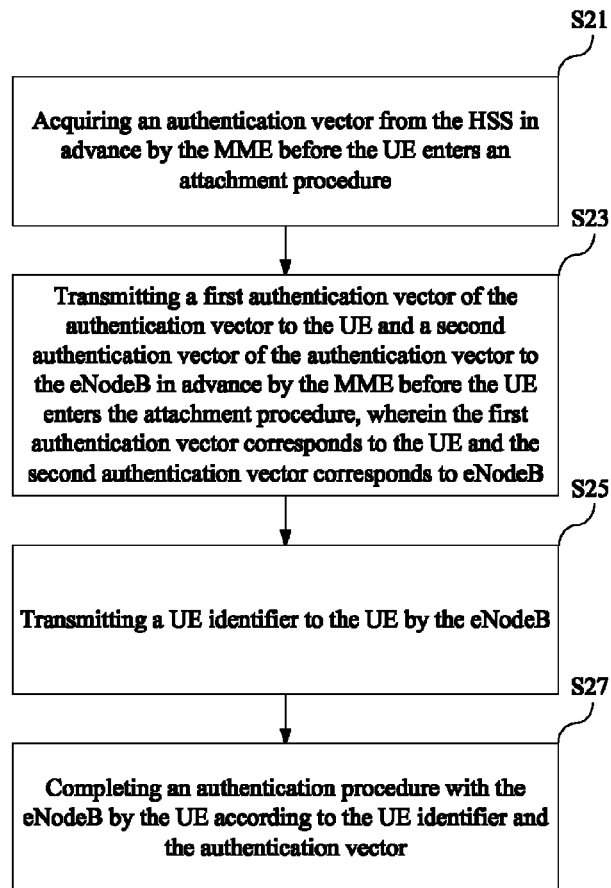 S21
Acquiring an authentication vector from the HSS in
advance by the MME before the UE enters an
attachment procedure
S23
Transmitting a first authentication vector of the
authentication vector to the UE and a second
authentication vector of the authentication vector to
the eNodeB in advance by the MME before the UE
enters the attachment procedure, wherein the first
authentication vector corresponds to the UE and the
second authentication vector corresponds to eNodeB
S25
Transmitting a UE identifier to the UE by the eNodeB
S27
Completing an authentication procedure with the
eNodeB by the UE according to the UE identifier and
the authentication vector